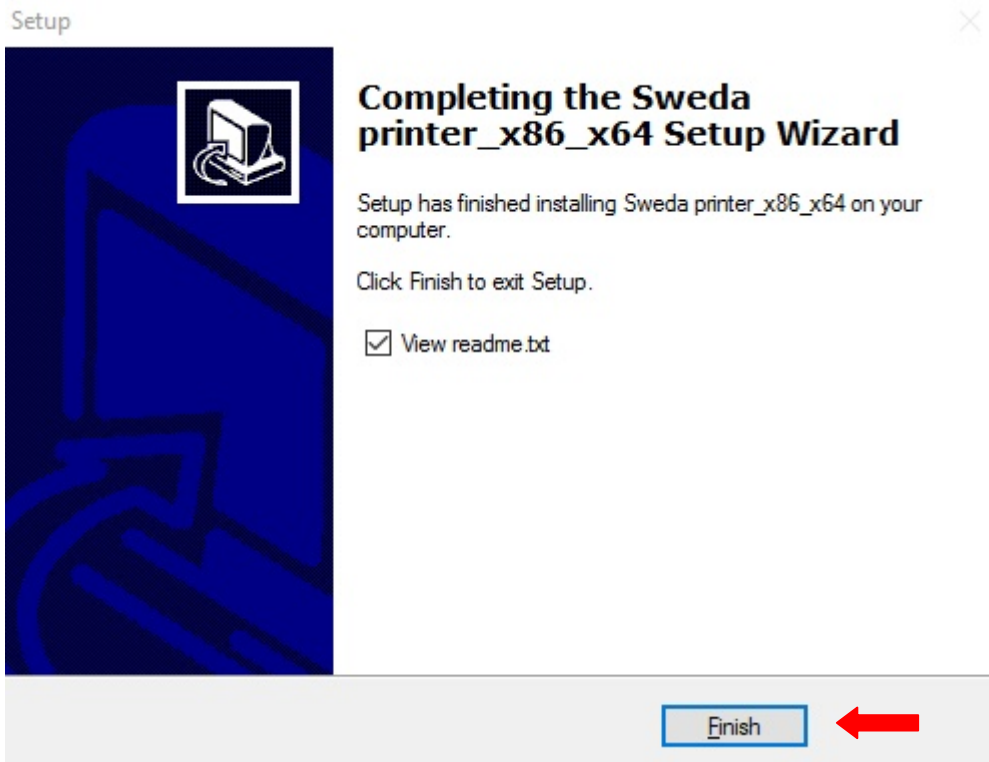 Setup
Completing the Sweda
printer_x86_x64 Setup Wizard
Setup has finished installing Sweda printer_x86_x64 on your
computer.
Click Finish to exit Setup.
View readme.txt
Finish